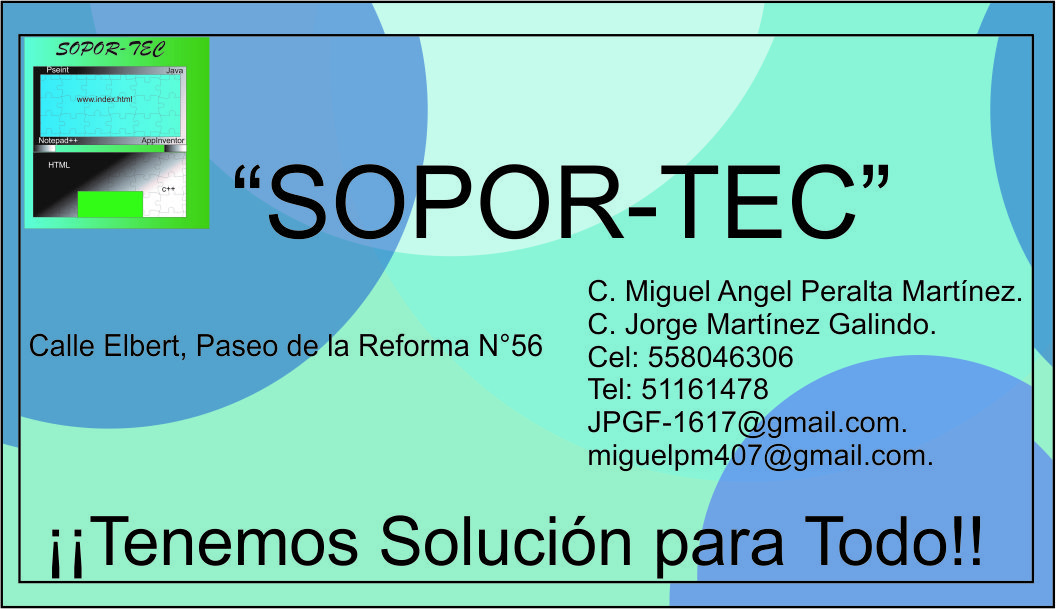 SOPOR-TEC
Pseint
Java
www.index.html
Notepad++
AppInventor
HTML
c++
“SOPOR-TEC”
C. Miguel Angel Peralta Martínez.
C. Jorge Martínez Galindo.
Calle Elbert, Paseo de la Reforma N°56
Cel: 558046306
Tel: 51161478
JPGF-1617@gmail.com.
miguelpm407@gmail.com.
¡¡Tenemos Solución para Todo!!